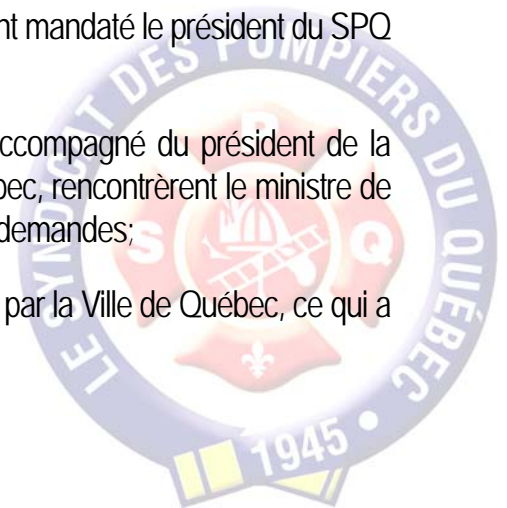 nt mandaté le président du SPQ
ccompagné du président de la
bec, rencontrèrent le ministre de
demandes;
par la Ville de Québec, ce qui a
LE SYNDICAT DES POMPIERS DU QUÉBEC
S P Q
1945